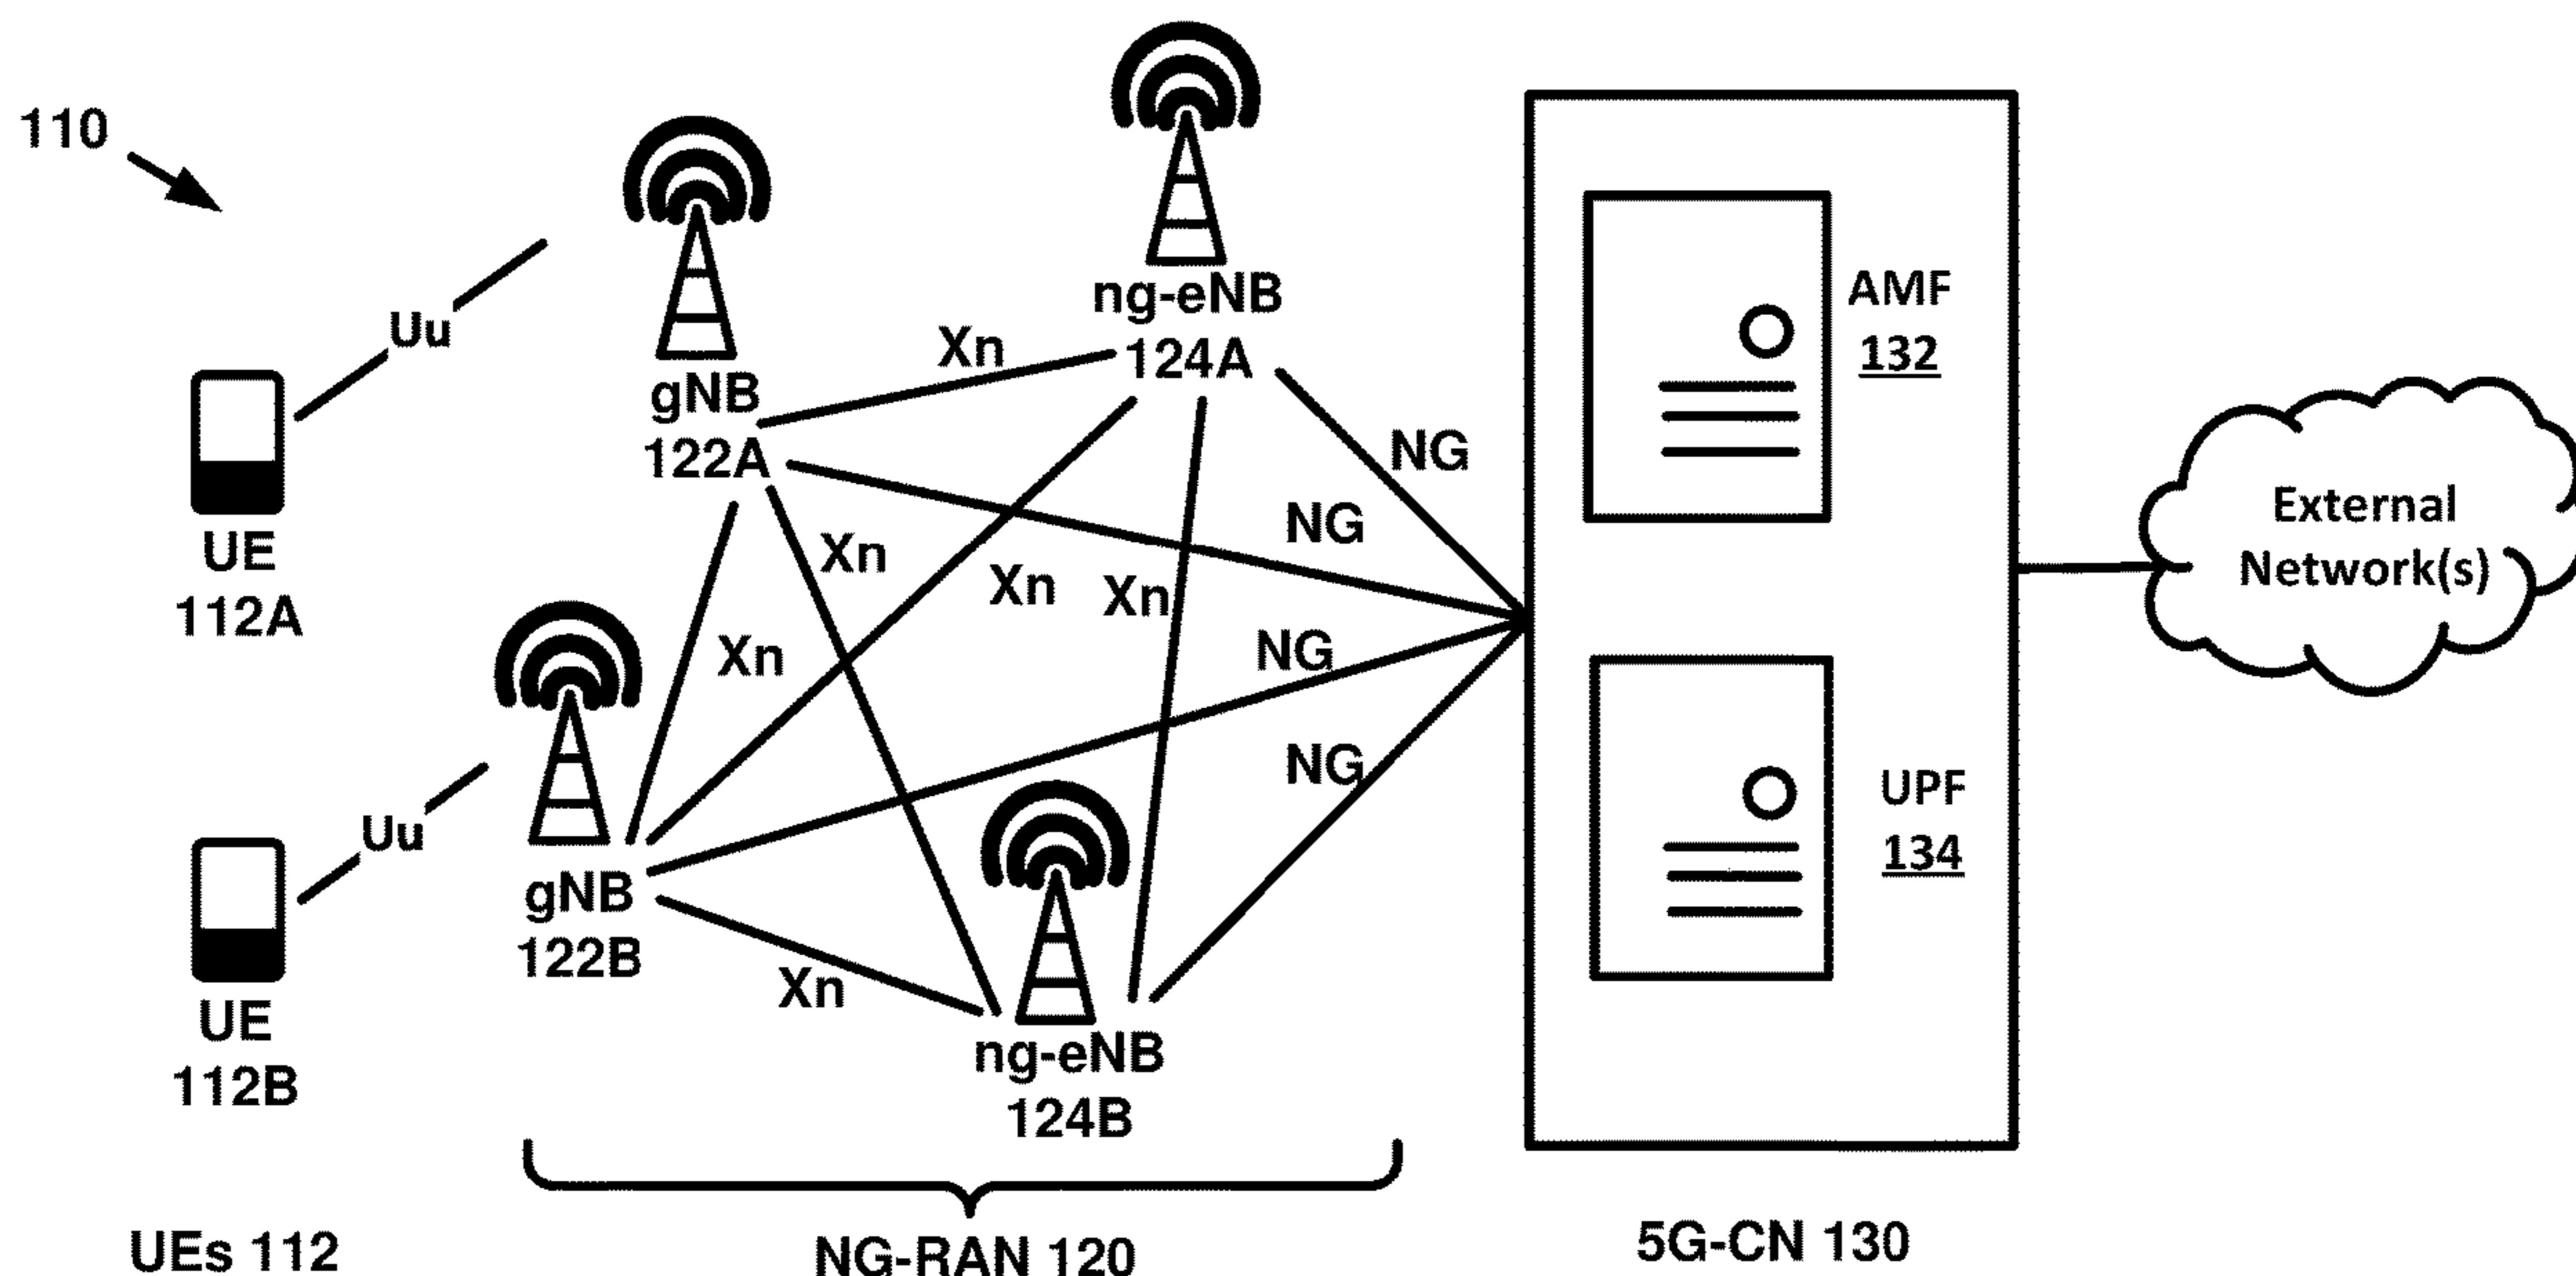 110
Uu
UE
112A
Uu
UE
112B
UEs 112
gNB
122A
gNB
122B
ng-eNB
124A
ng-eNB
124B
Xn
Xn
Xn
Xn
Xn
Xn
NG
NG
NG
NG
NG-RAN 120
AMF
132
UPF
134
5G-CN 130
External
Network(s)